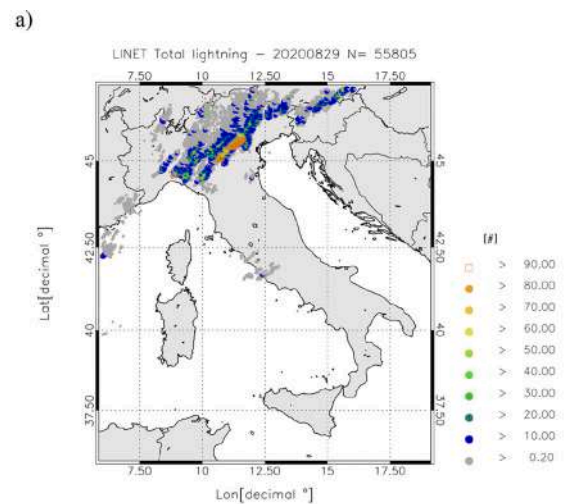 a)
LINET Total lightning - 20200829 N= 55805
7.50 10 12.50 15 17.50
45 45
42.50 42.50
40 40
37.50 37.50
Lat[decimal °]
7.50 10 12.50 15 17.50
Lon[decimal °]
[#]
> 90.00
> 80.00
> 70.00
> 60.00
> 50.00
> 40.00
> 30.00
> 20.00
> 10.00
> 0.20